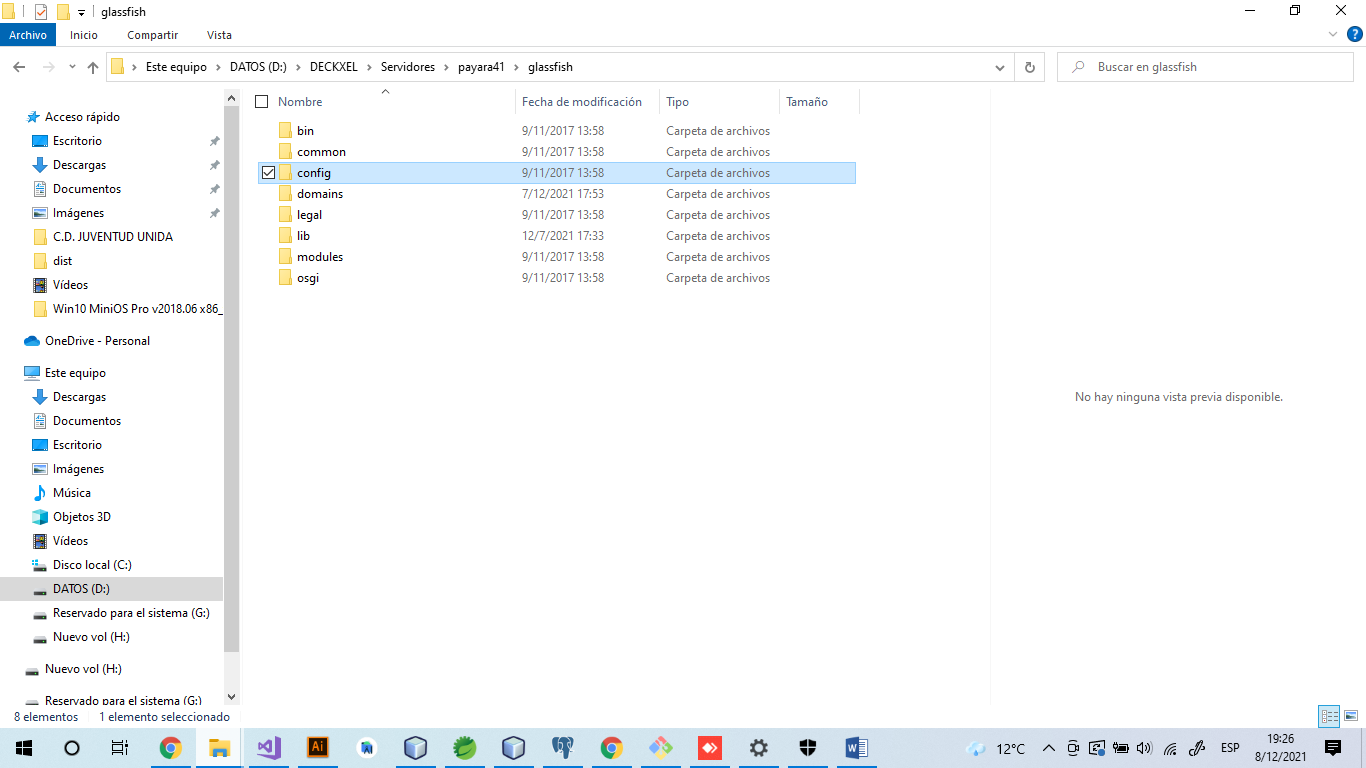 glassfish
Archivo Inicio Compartir Vista
Este equipo DATOS (D:) DECKXEL Servidores payara41 glassfish
Buscar en glassfish
Acceso rápido
Escritorio
Descargas
Documentos
Imágenes
C.D. JUVENTUD UNIDA
dist
Vídeos
Win10 MiniOS Pro v2018.06 x86_
OneDrive - Personal
Este equipo
Descargas
Documentos
Escritorio
Imágenes
Música
Objetos 3D
Vídeos
Disco local (C:)
DATOS (D:)
Reservado para el sistema (G:)
Nuevo vol (H:)
Nuevo vol (H:)
Reservado para el sistema (G:)
Nombre Fecha de modificación Tipo Tamaño
bin 9/11/2017 13:58 Carpeta de archivos
common 9/11/2017 13:58 Carpeta de archivos
config 9/11/2017 13:58 Carpeta de archivos
domains 7/12/2021 17:53 Carpeta de archivos
legal 9/11/2017 13:58 Carpeta de archivos
lib 12/7/2021 17:33 Carpeta de archivos
modules 9/11/2017 13:58 Carpeta de archivos
osgi 9/11/2017 13:58 Carpeta de archivos
No hay ninguna vista previa disponible.
8 elementos 1 elemento seleccionado
Ai
12°C
ESP
19:26
8/12/2021